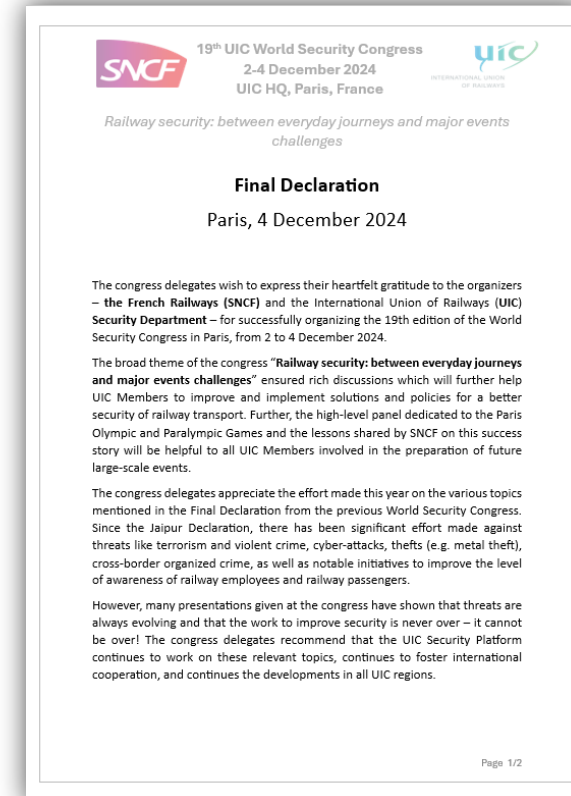 SNCF
19th UIC World Security Congress
2-4 December 2024
UIC HQ, Paris, France
uic
INTERNATIONAL UNION
OF RAILWAYS
Railway security: between everyday journeys and major events
challenges
Final Declaration
Paris, 4 December 2024
The congress delegates wish to express their heartfelt gratitude to the organizers
– the French Railways (SNCF) and the International Union of Railways (UIC)
Security Department – for successfully organizing the 19th edition of the World
Security Congress in Paris, from 2 to 4 December 2024.
The broad theme of the congress “Railway security: between everyday journeys
and major events challenges” ensured rich discussions which will further help
UIC Members to improve and implement solutions and policies for a better
security of railway transport. Further, the high-level panel dedicated to the Paris
Olympic and Paralympic Games and the lessons shared by SNCF on this success
story will be helpful to all UIC Members involved in the preparation of future
large-scale events.
The congress delegates appreciate the effort made this year on the various topics
mentioned in the Final Declaration from the previous World Security Congress.
Since the Jaipur Declaration, there has been significant effort made against
threats like terrorism and violent crime, cyber-attacks, thefts (e.g. metal theft),
cross-border organized crime, as well as notable initiatives to improve the level
of awareness of railway employees and railway passengers.
However, many presentations given at the congress have shown that threats are
always evolving and that the work to improve security is never over – it cannot
be over! The congress delegates recommend that the UIC Security Platform
continues to work on these relevant topics, continues to foster international
cooperation, and continues the developments in all UIC regions.
Page 1/2